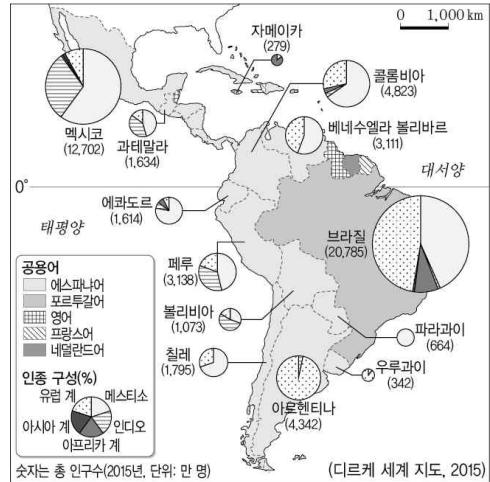 0 1,000 km
자메이카
(279)
콜롬비아
(4,823)
멕시코
(12,702)
과테말라
(1,634)
베네수엘라 볼리바르
(3,111)
대서양
0°
에콰도르
(1,614)
태평양
브라질
(20,785)
공용어
에스파냐어
포르투갈어
영어
프랑스어
네덜란드어
페루
(3,138)
볼리비아
(1,073)
파라과이
(664)
칠레
(1,795)
우루과이
(342)
아르헨티나
(4,342)
인종 구성(%)
유럽 계
메스티소
아시아 계
인디오
아프리카 계
숫자는 총 인구수(2015년, 단위: 만 명)
(디르케 세계 지도, 2015)